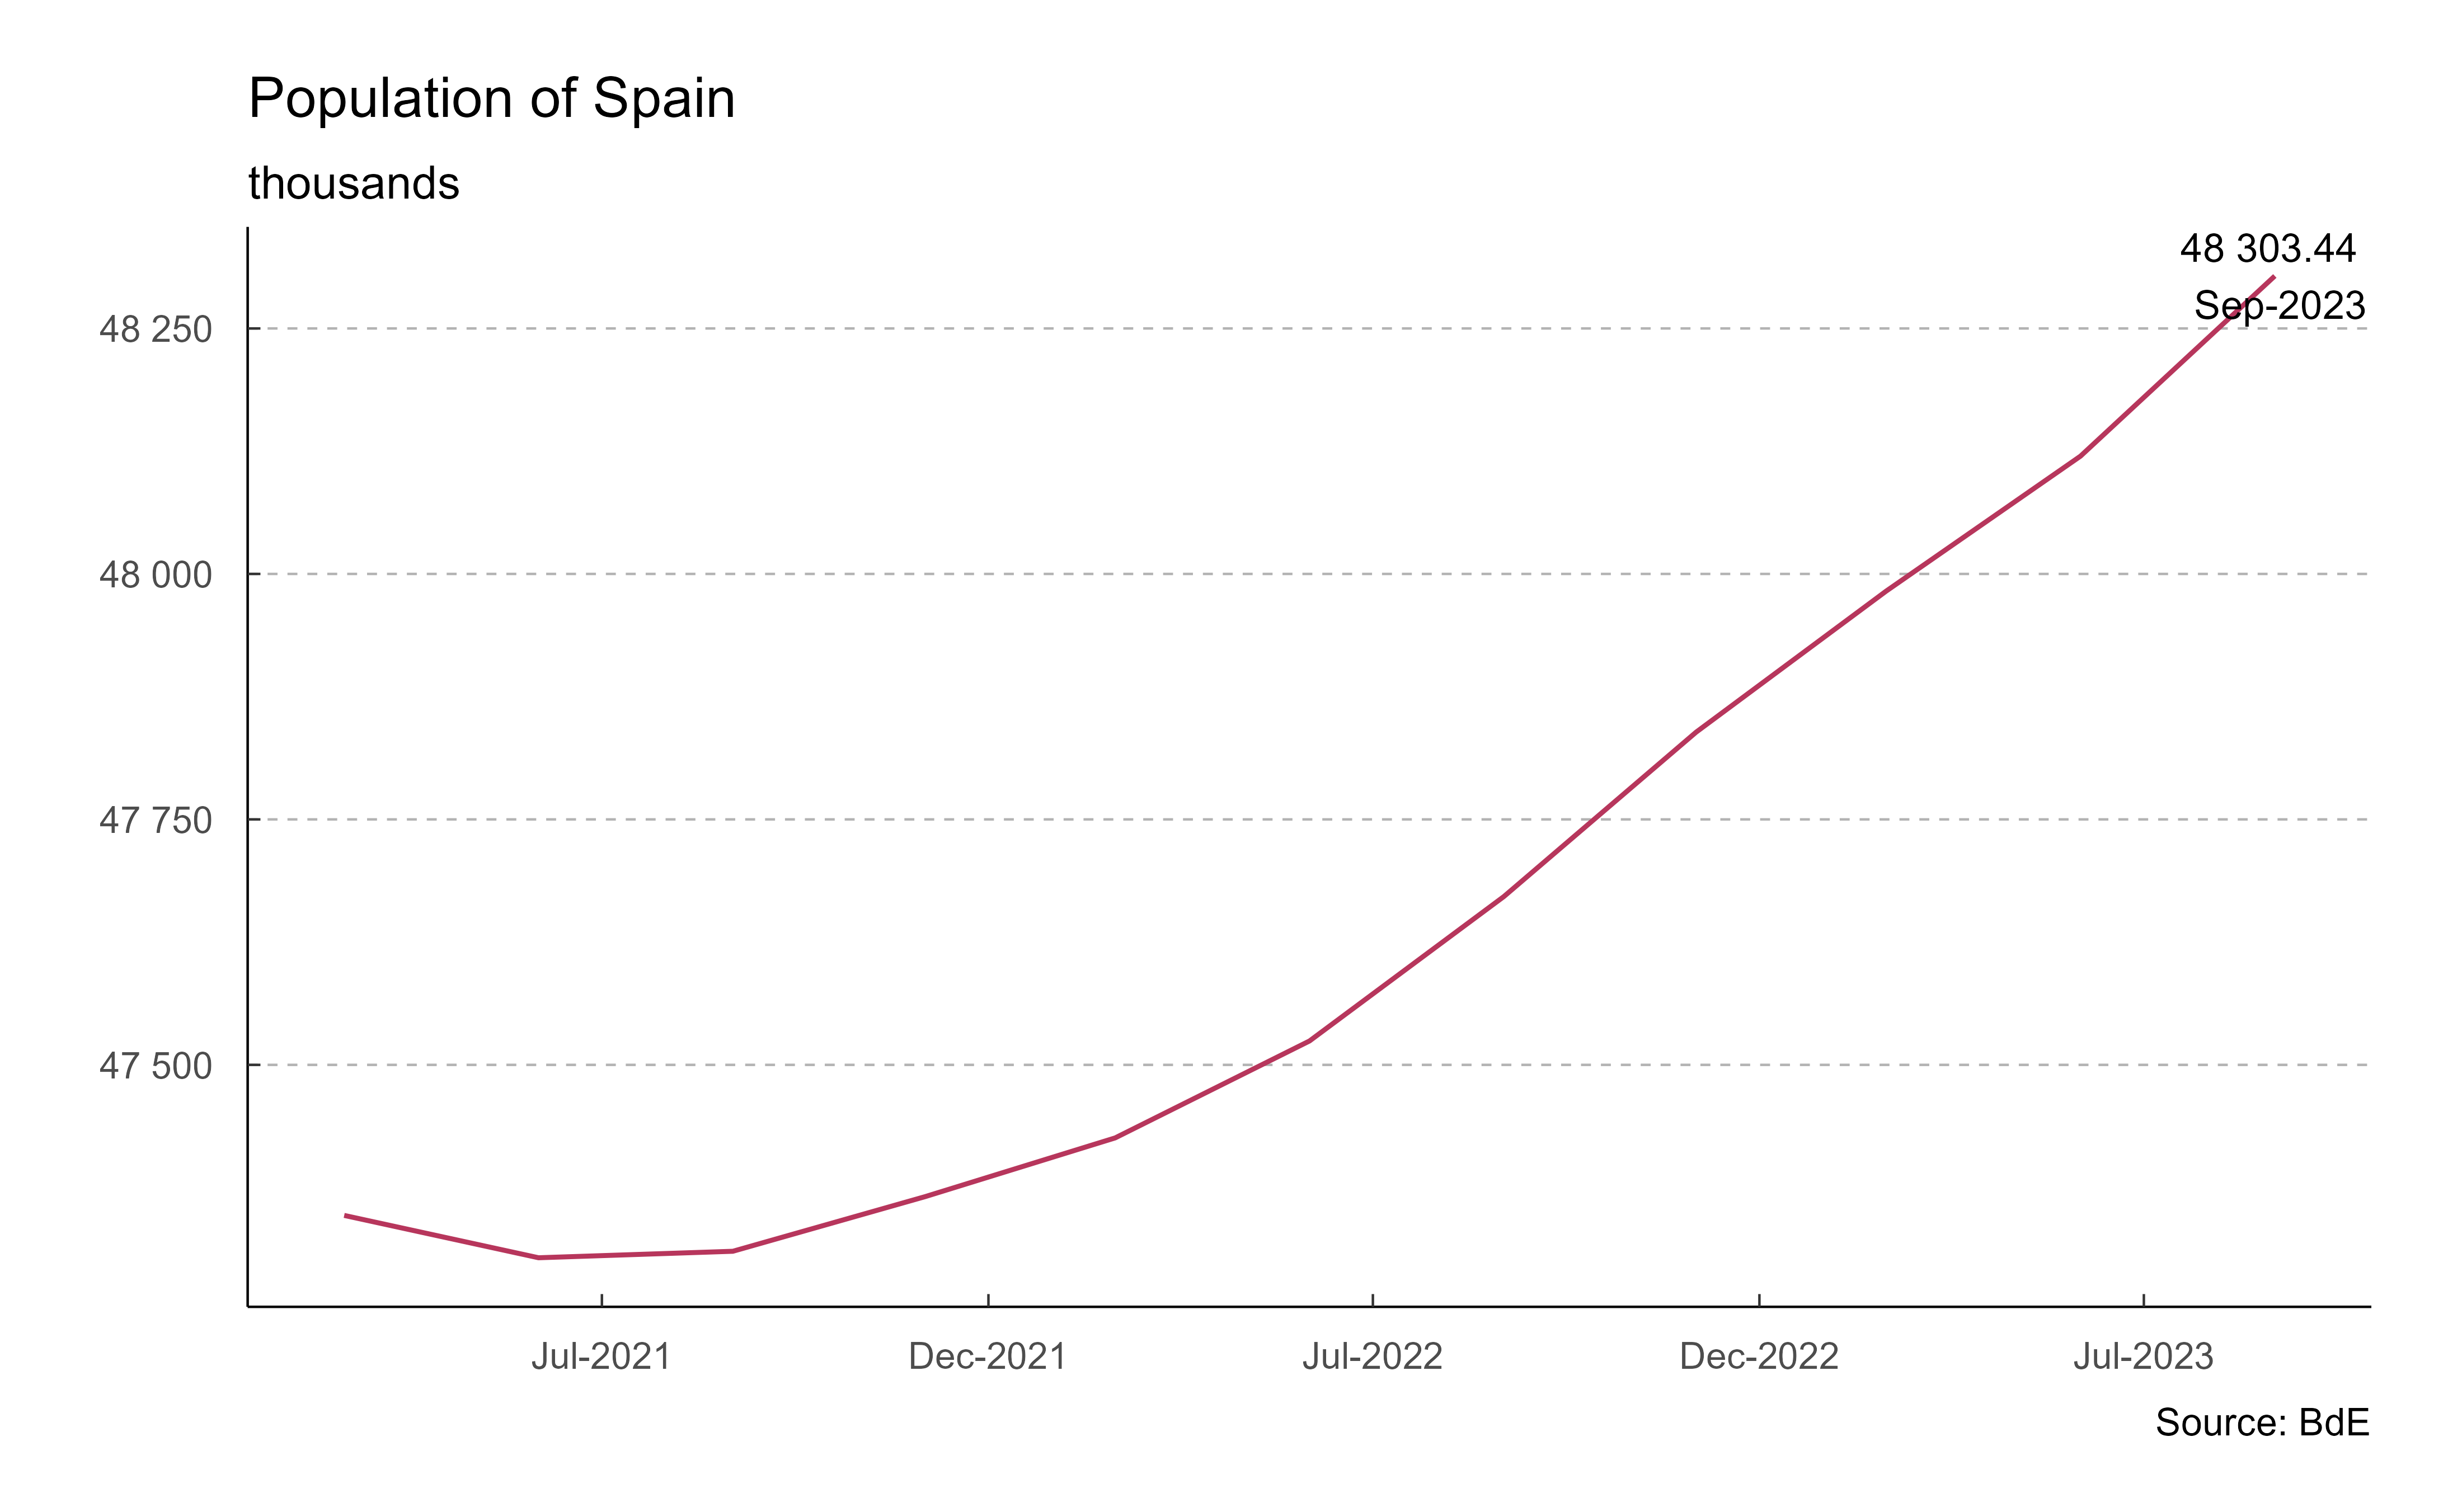 Population of Spain
thousands
48 303.44
Sep-2023
48 250
48 000
47 750
47 500
Jul-2021
Dec-2021
Jul-2022
Dec-2022
Jul-2023
Source: BdE